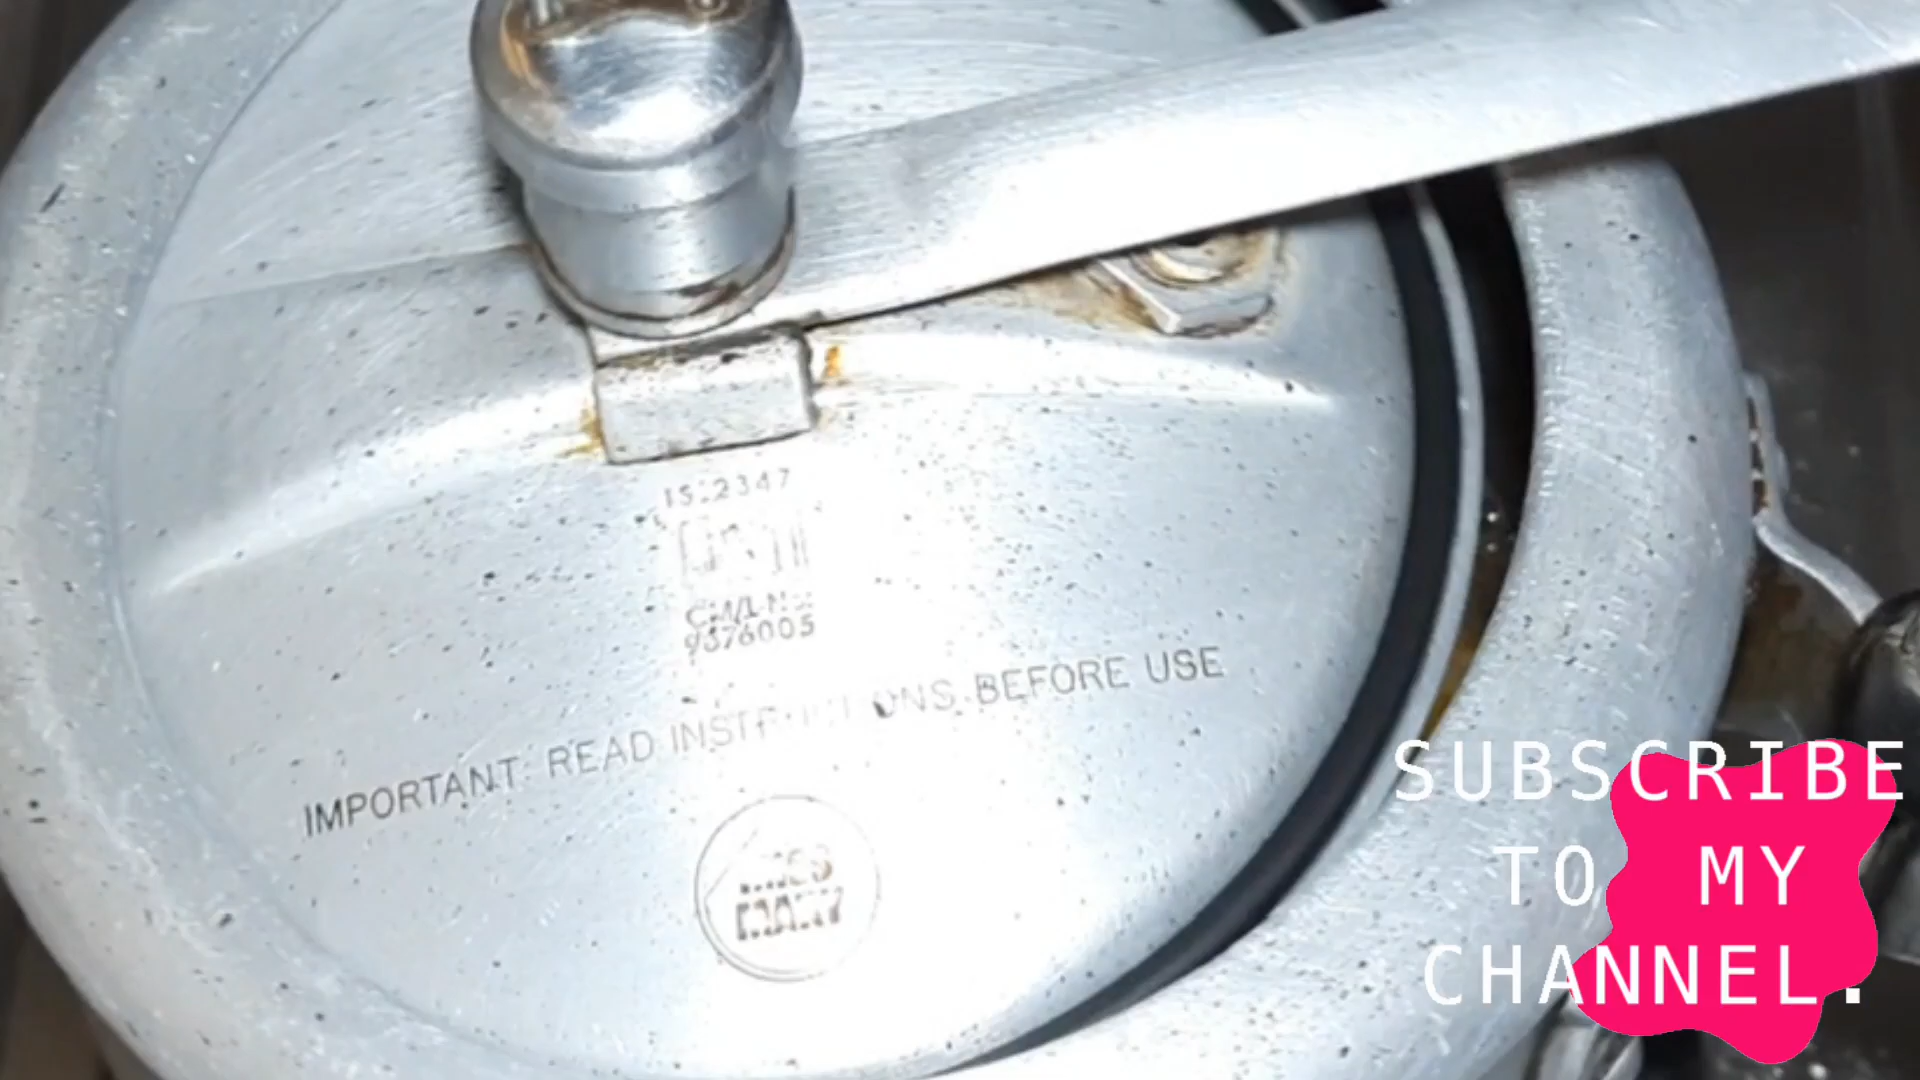 IS:2347
CM/L-No
9376005
IMPORTANT: READ INSTRUCTIONS BEFORE USE
SUBSCRIBE
TO MY
CHANNEL.